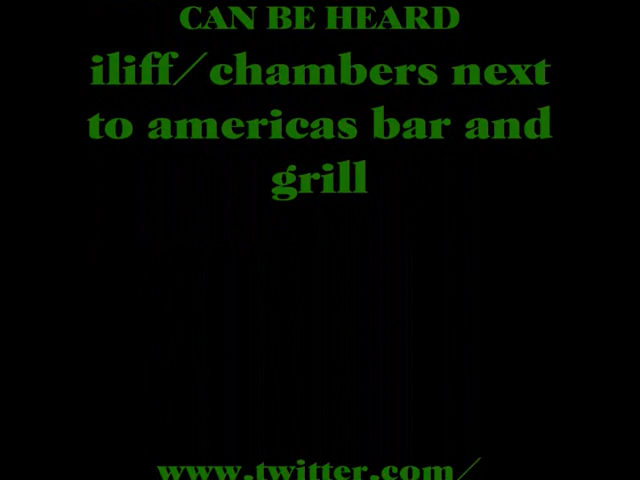 CAN BE HEARD
iliff/chambers next
to americas bar and
grill
www.twitter.com/